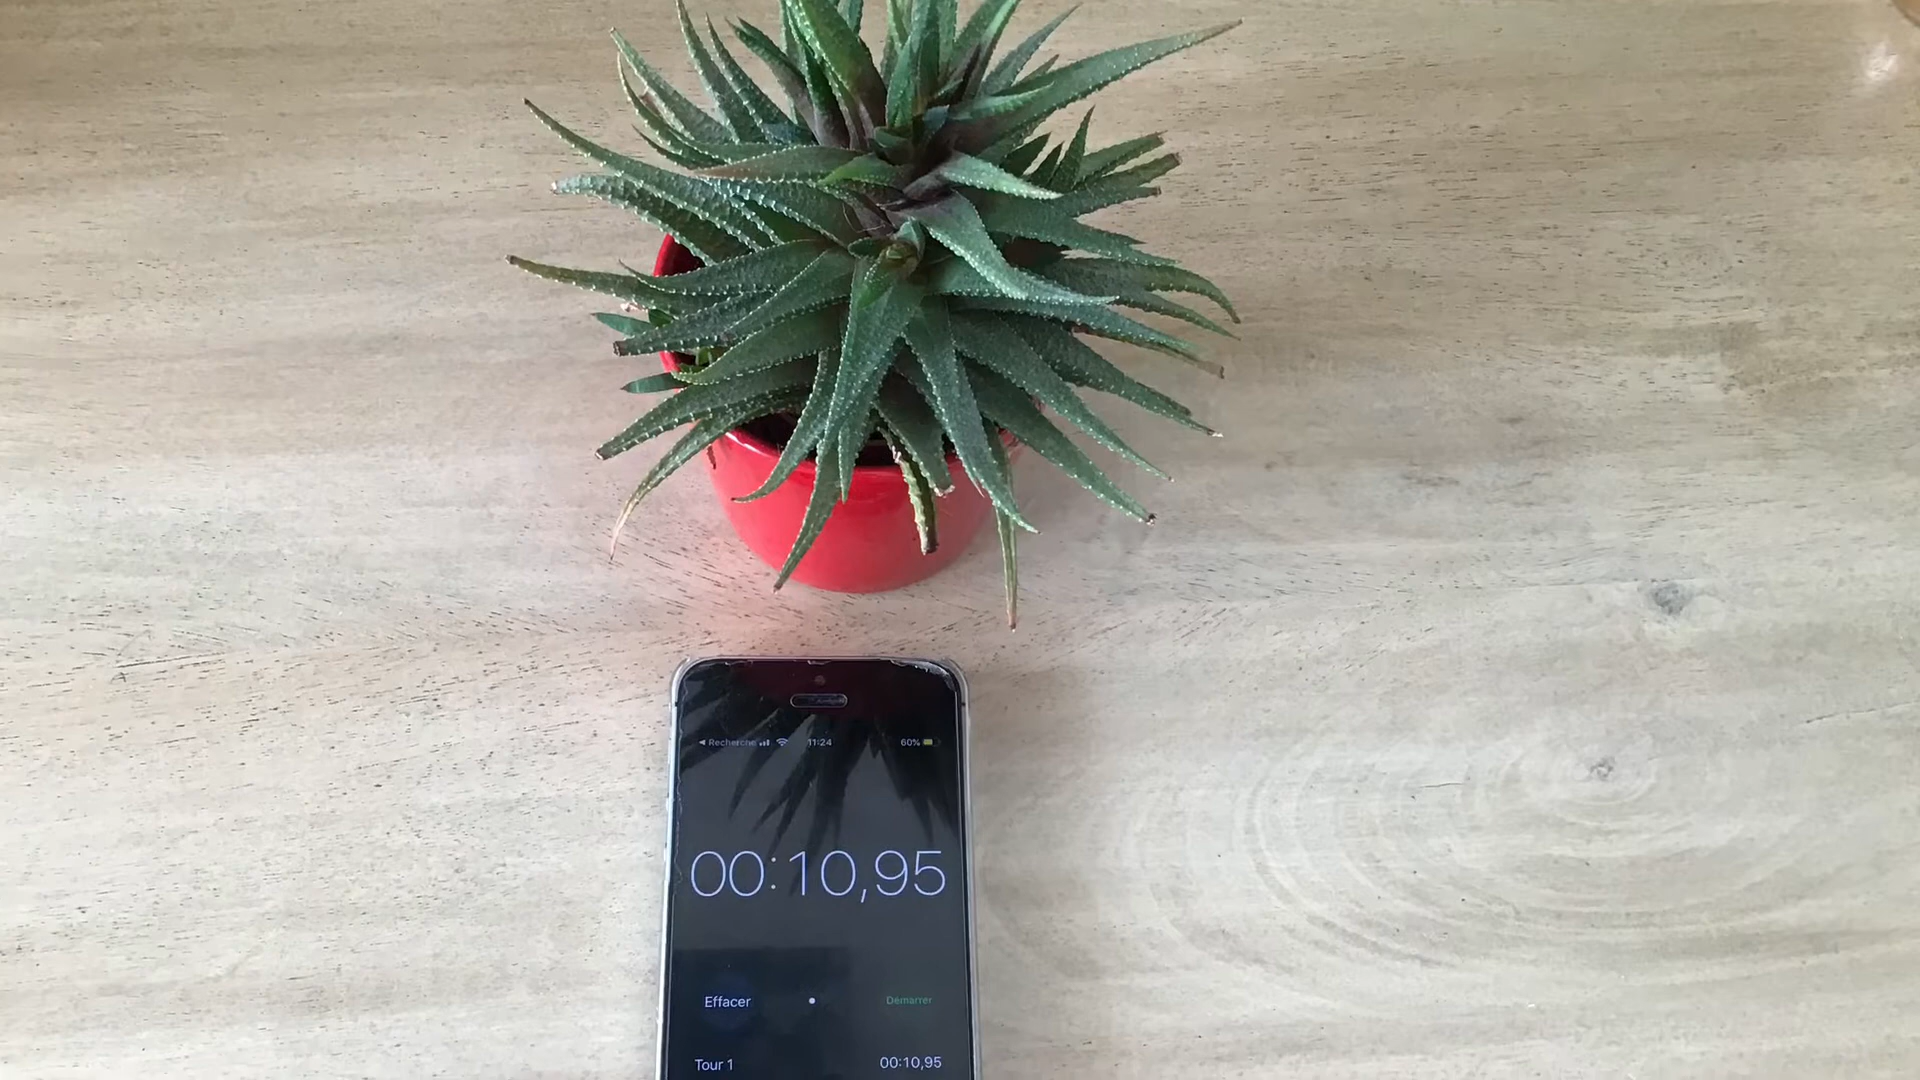 ◀ Recherche 11:24 60%
00:10,95
Effacer Démarrer
Tour 1 00:10,95